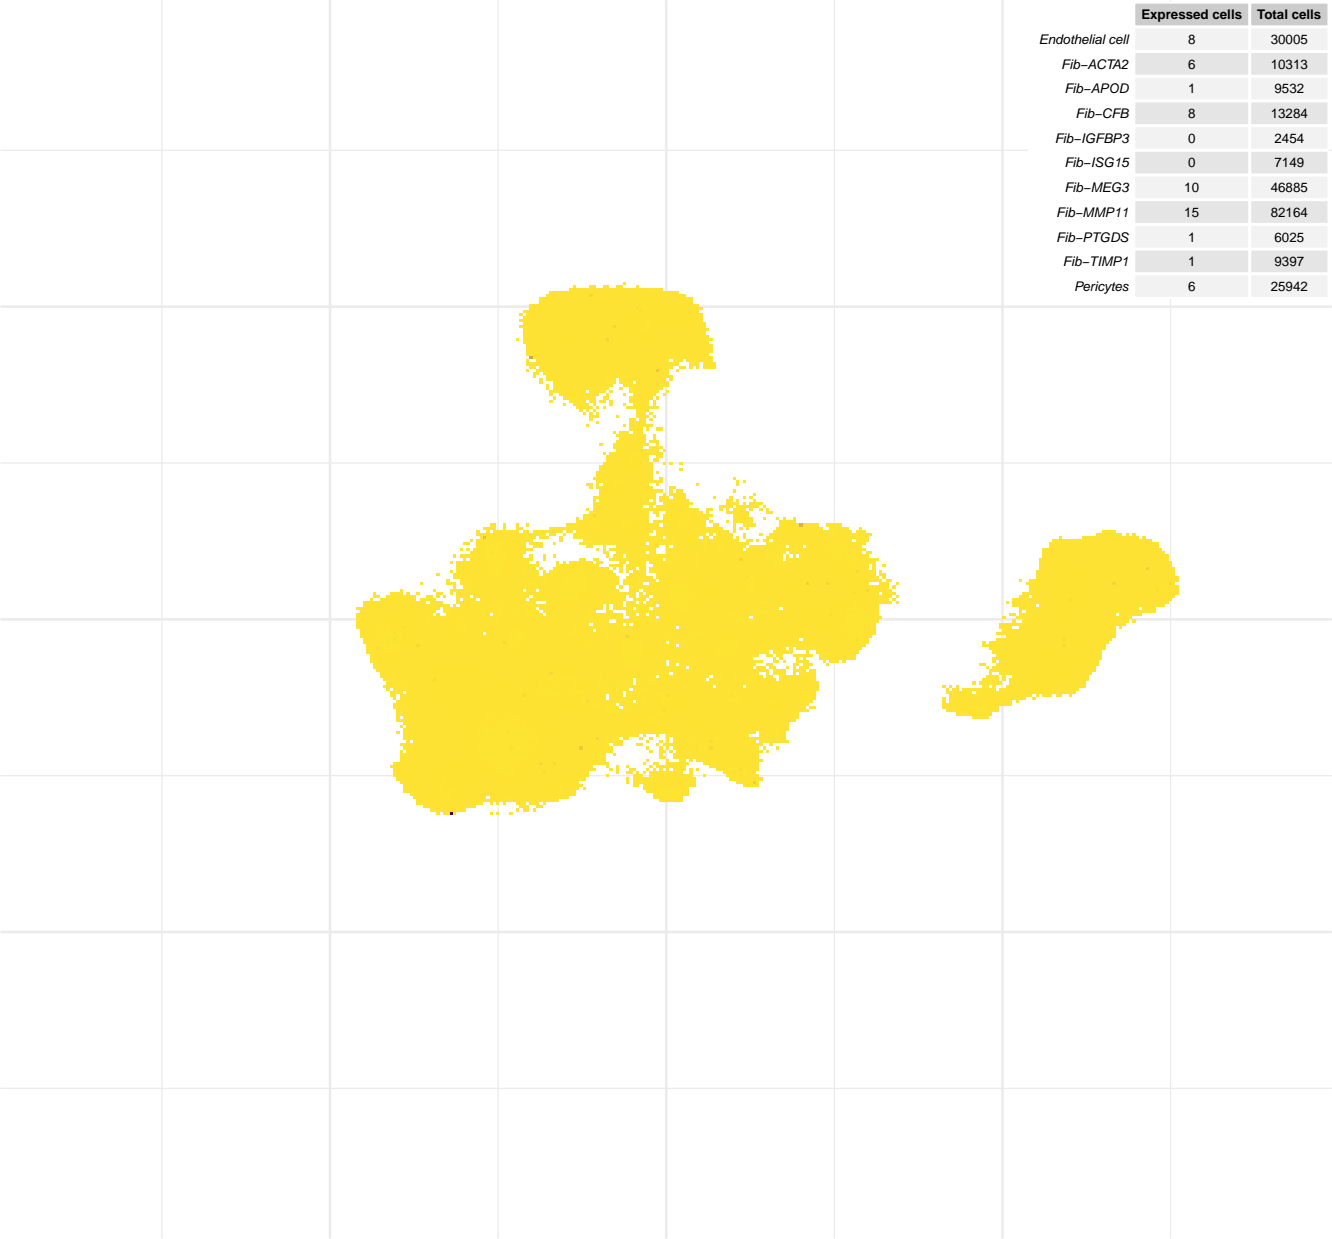 Expressed cells Total cells
Endothelial cell 8 30005
Fib−ACTA2 6 10313
Fib−APOD 1 9532
Fib−CFB 8 13284
Fib−IGFBP3 0 2454
Fib−ISG15 0 7149
Fib−MEG3 10 46885
Fib−MMP11 15 82164
Fib−PTGDS 1 6025
Fib−TIMP1 1 9397
Pericytes 6 25942